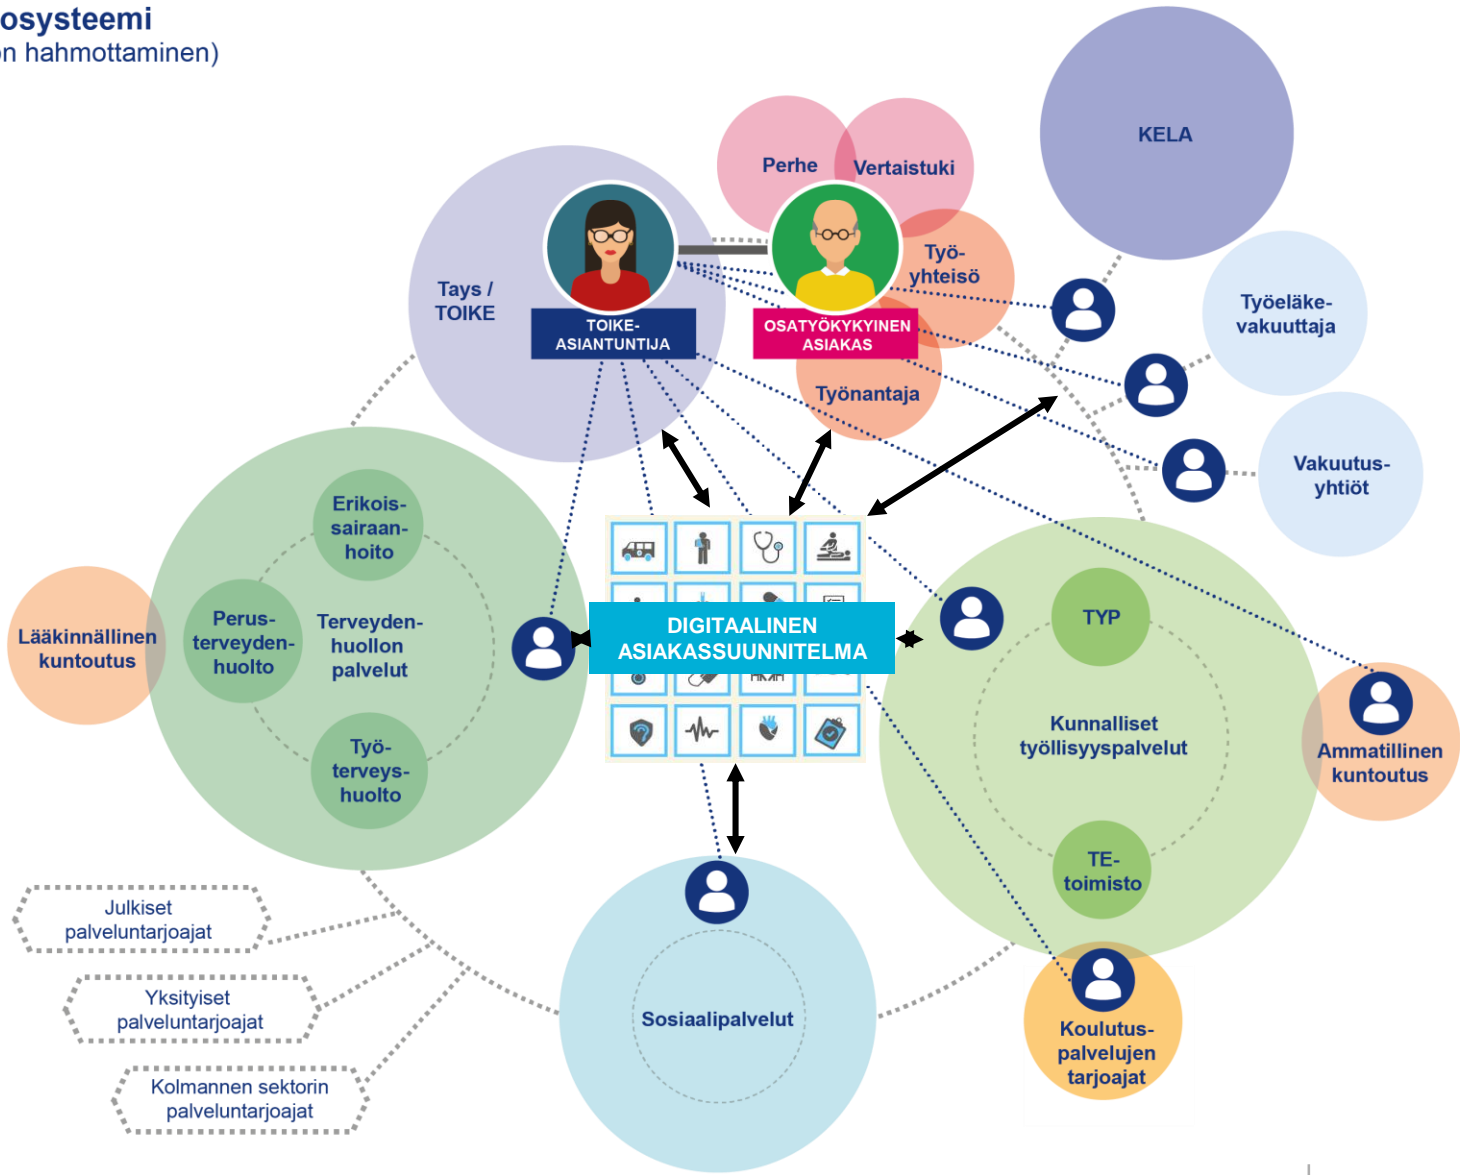 osysteemi
on hahmottaminen)
KELA
Perhe
Vertaistuki
Työ-
yhteisö
Tays /
TOIKE
TOIKE-
ASIANTUNTIJA
OSATYÖKYKYINEN
ASIAKAS
Työnantaja
Työeläke-
vakuuttaja
Vakuutus-
yhtiöt
Erikois-
sairaan-
hoito
Lääkinnällinen
kuntoutus
Perus-
terveyden-
huolto
Terveyden-
huollon
palvelut
Työ-
terveys-
huolto
DIGITAALINEN
ASIAKASSUUNNITELMA
TYP
Kunnalliset
työllisyyspalvelut
TE-
toimisto
Ammatillinen
kuntoutus
Julkiset
palveluntarjoajat
Yksityiset
palveluntarjoajat
Kolmannen sektorin
palveluntarjoajat
Sosiaalipalvelut
Koulutus-
palvelujen
tarjoajat